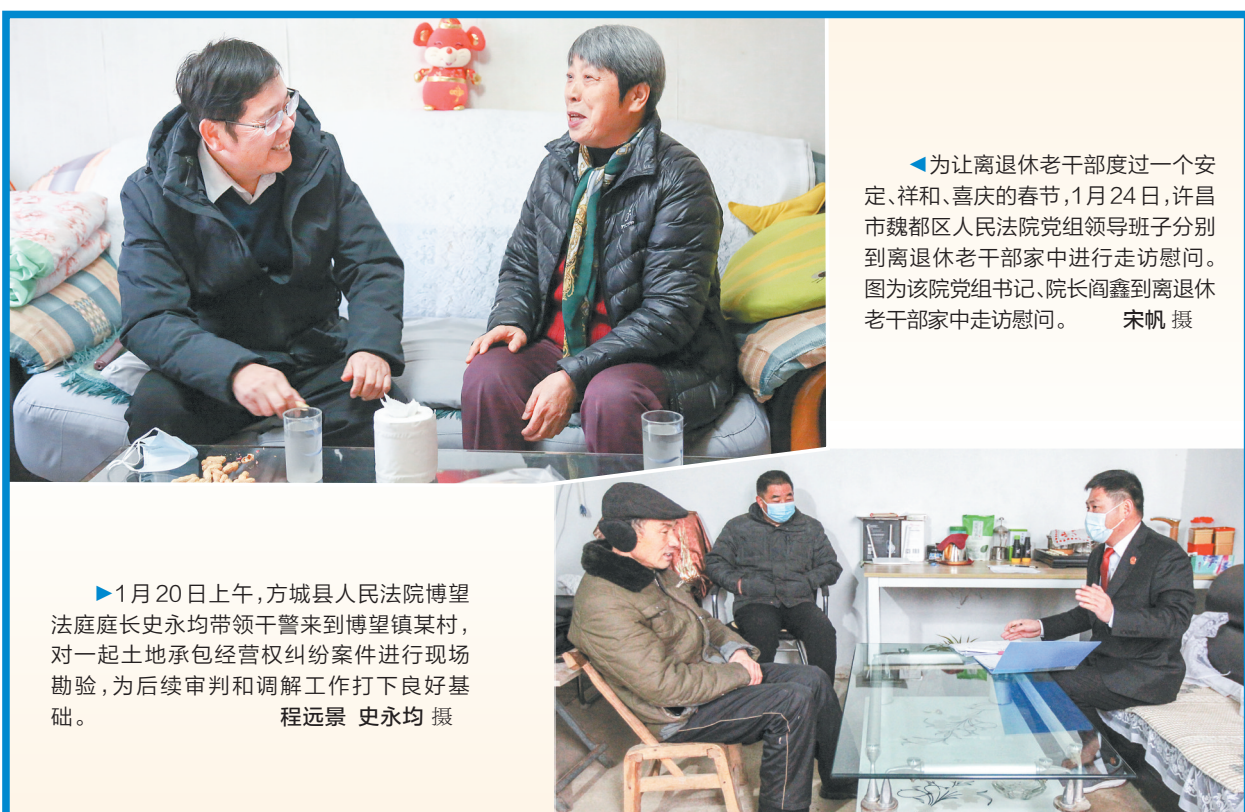 ◀为让离退休老干部度过一个安
定、祥和、喜庆的春节,1月24日,许昌
市魏都区人民法院党组领导班子分别
到离退休老干部家中进行走访慰问。
图为该院党组书记、院长阎鑫到离退休
老干部家中走访慰问。 宋帆 摄
▶1月20日上午,方城县人民法院博望
法庭庭长史永均带领干警来到博望镇某村,
对一起土地承包经营权纠纷案件进行现场
勘验,为后续审判和调解工作打下良好基
础。 程远景 史永均 摄